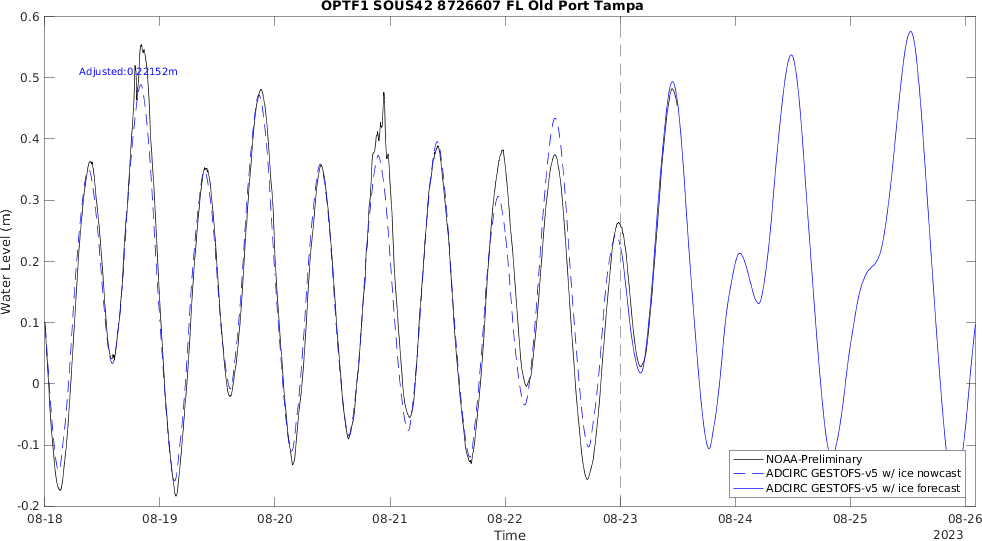 OPTF1 SOUS42 8726607 FL Old Port Tampa
0.6
Adjusted:0.22152m
0.5
0.4
0.3
0.2
0.1
0
-0.1
-0.2
Water Level (m)
NOAA-Preliminary
ADCIRC GESTOFS-v5 w/ ice nowcast
ADCIRC GESTOFS-v5 w/ ice forecast
08-18 08-19 08-20 08-21 08-22 08-23 08-24 08-25 08-26
Time
2023